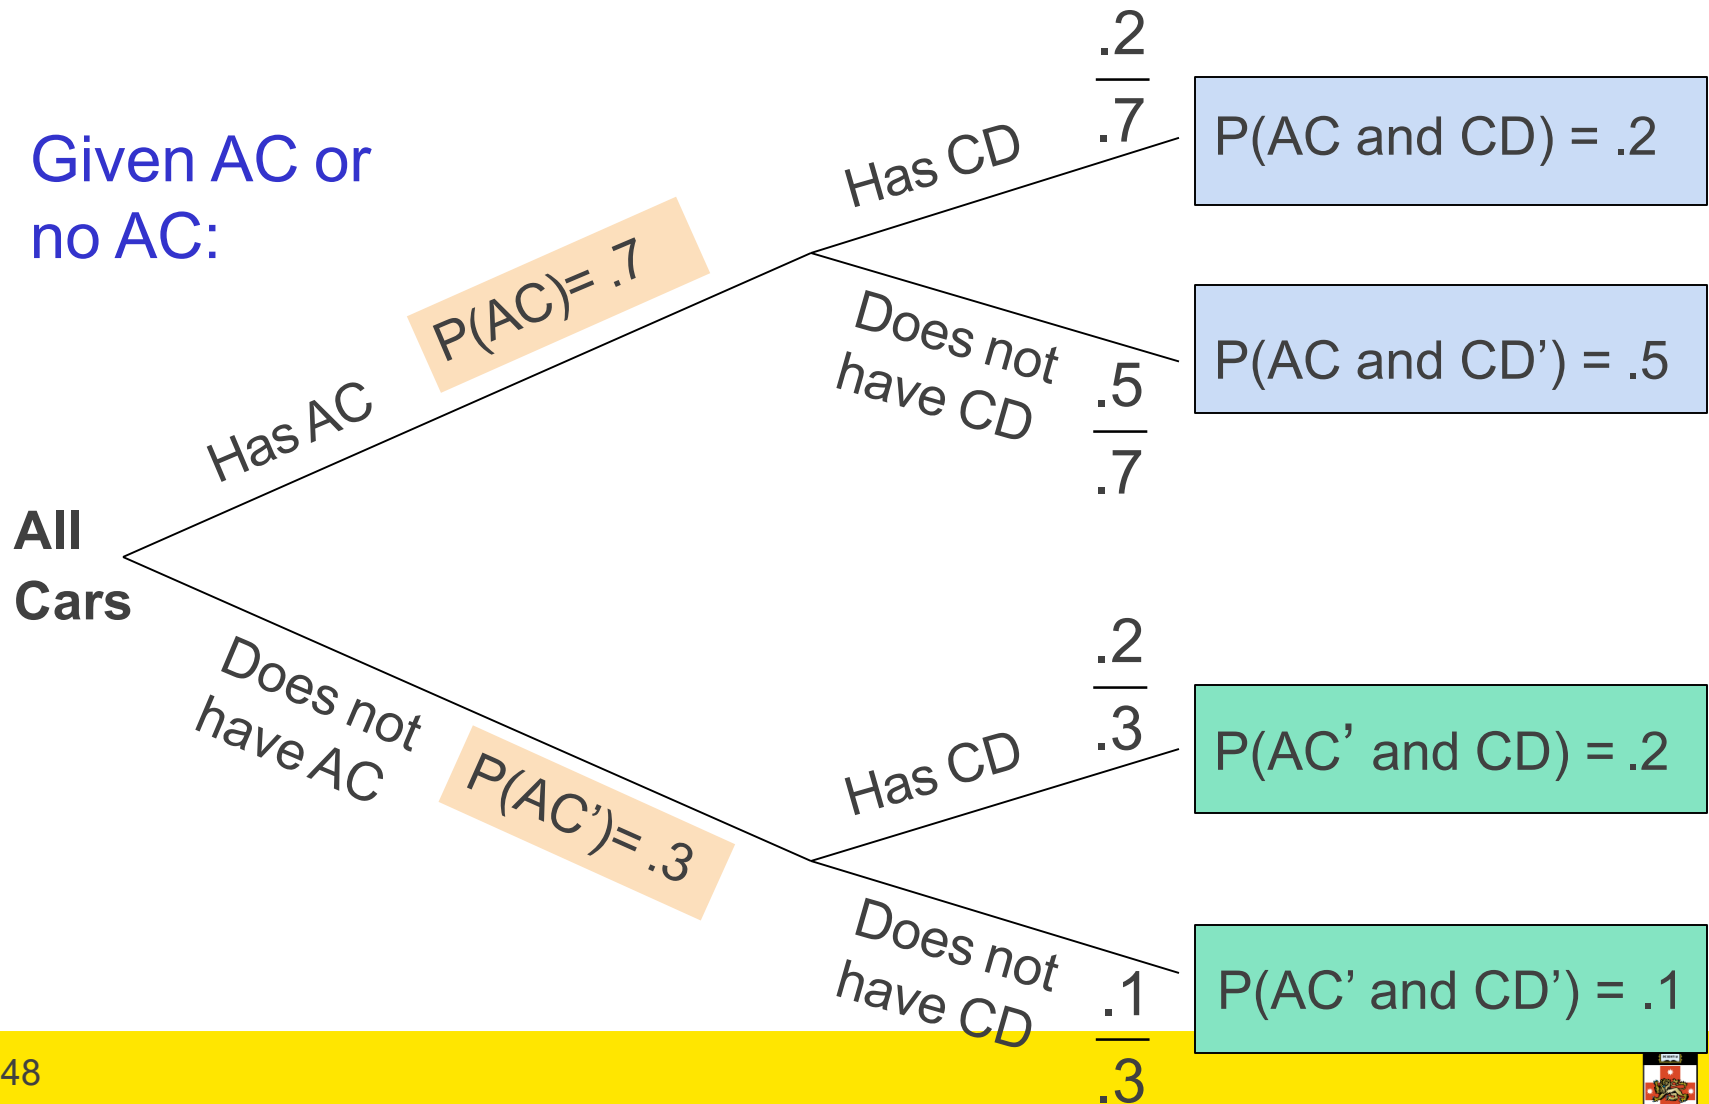 Given AC or
no AC:
Has AC
P(AC)= .7
Has CD
.2
.7
P(AC and CD) = .2
Does not
have CD
.5
.7
P(AC and CD’) = .5
All
Cars
Does not
have AC
P(AC’)= .3
Has CD
.2
.3
P(AC’ and CD) = .2
Does not
have CD
.1
.3
P(AC’ and CD’) = .1
48